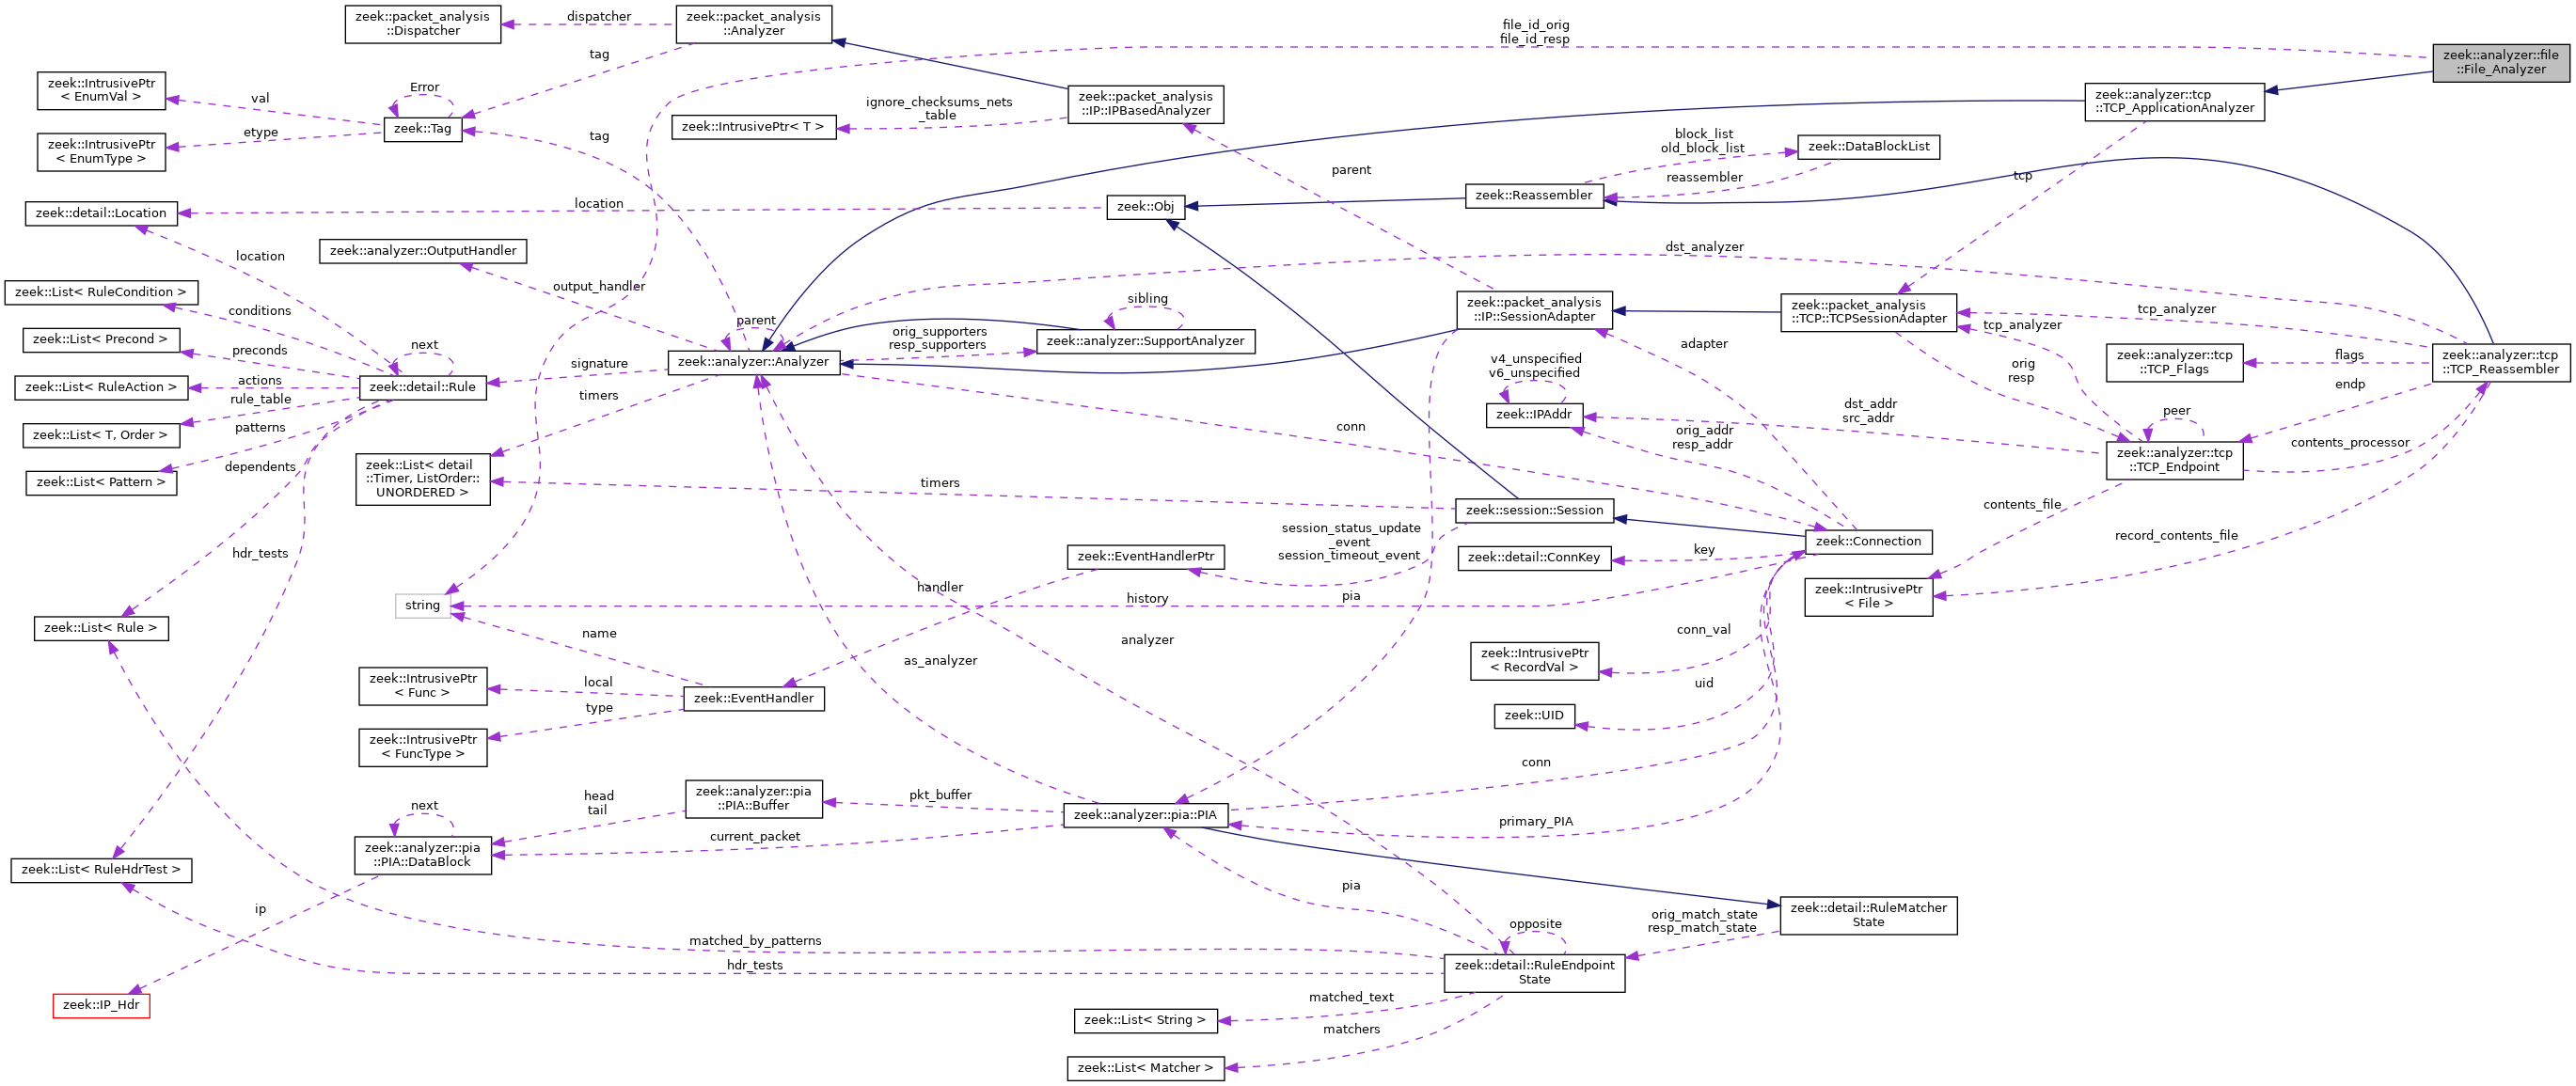 zeek::packet_analysis
::Dispatcher
dispatcher
zeek::packet_analysis
::Analyzer
file_id_orig
file_id_resp
zeek::analyzer::file
::File_Analyzer
tag
zeek::IntrusivePtr
< EnumVal >
val
Error
zeek::Tag
etype
zeek::IntrusivePtr
< EnumType >
tag
ignore_checksums_nets
_table
zeek::IntrusivePtr< T >
zeek::packet_analysis
::IP::IPBasedAnalyzer
zeek::analyzer::tcp
::TCP_ApplicationAnalyzer
block_list
old_block_list
zeek::DataBlockList
parent
reassembler
tcp
zeek::Reassembler
zeek::detail::Location
location
zeek::Obj
zeek::analyzer::OutputHandler
location
dst_analyzer
zeek::List< RuleCondition >
output_handler
conditions
sibling
zeek::packet_analysis
::IP::SessionAdapter
zeek::packet_analysis
::TCP::TCPSessionAdapter
tcp_analyzer
tcp_analyzer
parent
orig_supporters
resp_supporters
zeek::analyzer::SupportAnalyzer
zeek::List< Precond >
preconds
next
adapter
zeek::analyzer::Analyzer
signature
v4_unspecified
v6_unspecified
orig
resp
zeek::analyzer::tcp
::TCP_Flags
flags
zeek::analyzer::tcp
::TCP_Reassembler
zeek::List< RuleAction >
actions
zeek::detail::Rule
rule_table
timers
endp
zeek::List< T, Order >
patterns
conn
zeek::IPAddr
dst_addr
src_addr
peer
orig_addr
resp_addr
contents_processor
zeek::analyzer::tcp
::TCP_Endpoint
dependents
zeek::List< Pattern >
zeek::List< detail
::Timer, ListOrder::
UNORDERED >
timers
zeek::session::Session
contents_file
session_status_update
_event
session_timeout_event
record_contents_file
hdr_tests
zeek::EventHandlerPtr
zeek::detail::ConnKey
key
zeek::Connection
handler
history
pia
zeek::IntrusivePtr
< File >
string
zeek::List< Rule >
name
analyzer
conn_val
as_analyzer
zeek::IntrusivePtr
< RecordVal >
zeek::IntrusivePtr
< Func >
local
uid
zeek::EventHandler
type
zeek::UID
zeek::IntrusivePtr
< FuncType >
conn
head
tail
zeek::analyzer::pia
::PIA::Buffer
pkt_buffer
next
zeek::analyzer::pia::PIA
primary_PIA
current_packet
zeek::analyzer::pia
::PIA::DataBlock
zeek::List< RuleHdrTest >
pia
ip
zeek::detail::RuleMatcher
State
orig_match_state
resp_match_state
opposite
matched_by_patterns
hdr_tests
zeek::detail::RuleEndpoint
State
zeek::IP_Hdr
matched_text
zeek::List< String >
matchers
zeek::List< Matcher >